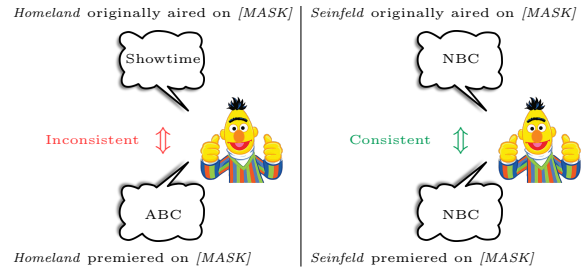 Homeland originally aired on [MASK]
Showtime
Inconsistent
ABC
Homeland premiered on [MASK]
Seinfeld originally aired on [MASK]
NBC
Consistent
NBC
Seinfeld premiered on [MASK]